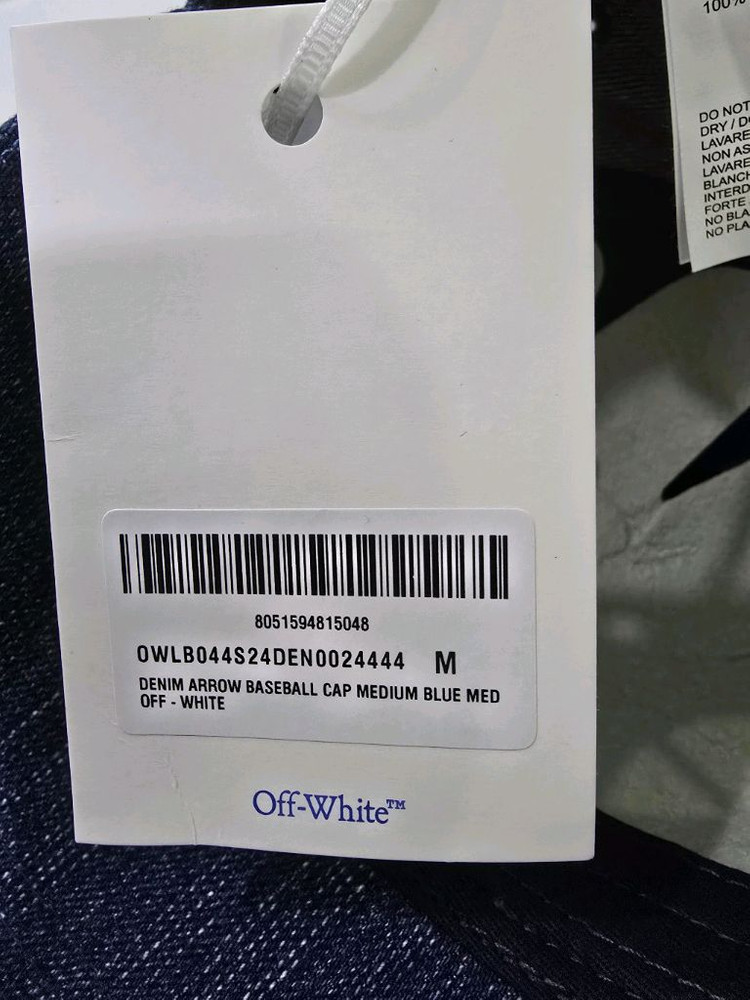 100%
DO NOT
DRY / D
LAVARE
NON AS
LAVARE
BLANCH
INTERD
FORTE
NO BLA
NO PLA
8051594815048
OWLB044S24DEN0024444 M
DENIM ARROW BASEBALL CAP MEDIUM BLUE MED
OFF - WHITE
Off-White™